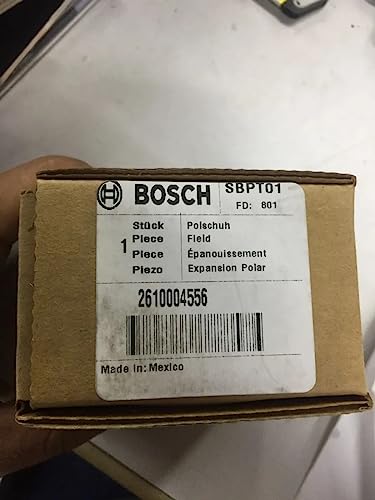 BOSCH SBPT01
FD: 801
Stück Polschuh
1 Piece Field
Piece Épanouissement
Piezo Expansion Polar
2610004556
Made in: Mexico